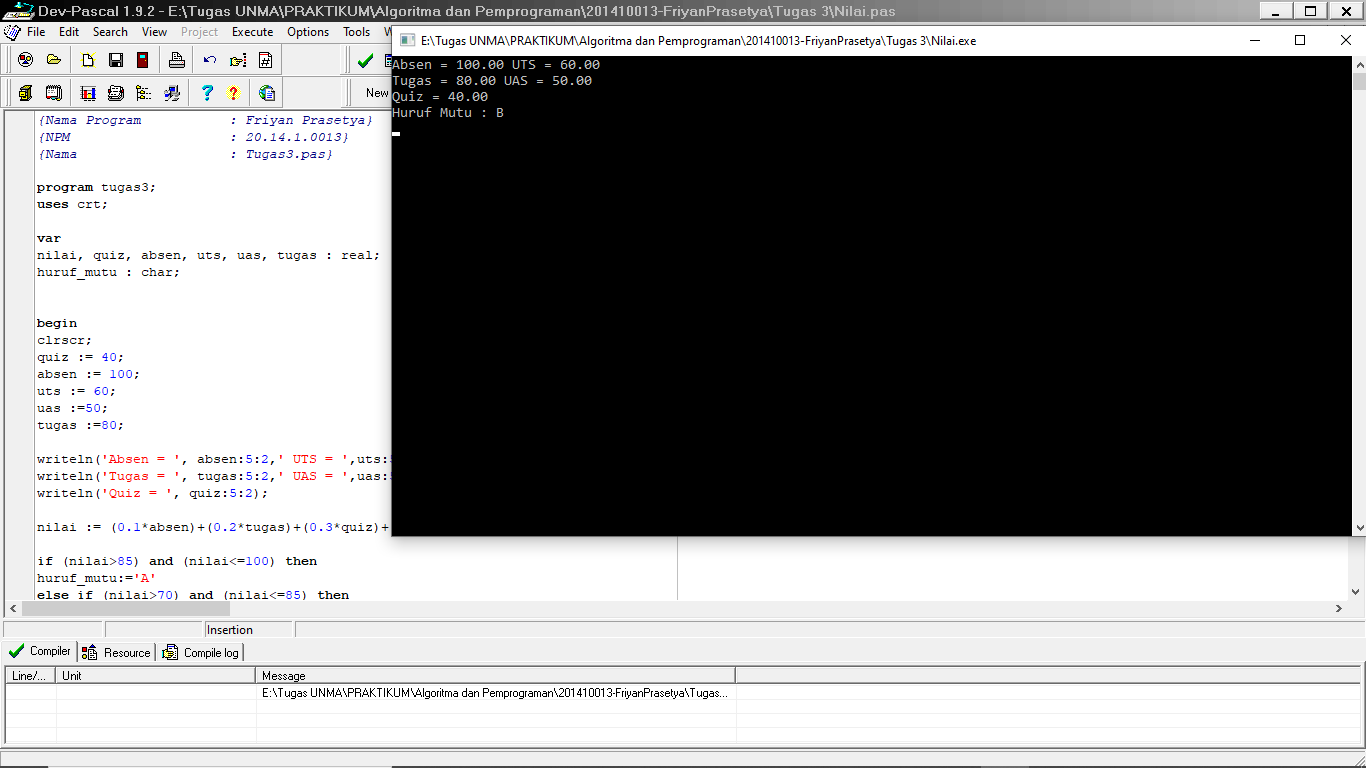 Dev-Pascal 1.9.2 - E:\Tugas UNMA\PRAKTIKUM\Algoritma dan Pemprograman\201410013-FriyanPrasetya\Tugas 3\Nilai.pas
File Edit Search View Project Execute Options Tools W
New
{Nama Program : Friyan Prasetya}
{NPM : 20.14.1.0013}
{Nama : Tugas3.pas}
program tugas3;
uses crt;
var
nilai, quiz, absen, uts, uas, tugas : real;
huruf_mutu : char;
begin
clrscr;
quiz := 40;
absen := 100;
uts := 60;
uas :=50;
tugas :=80;
writeln('Absen = ', absen:5:2,' UTS = ',uts:
writeln('Tugas = ', tugas:5:2,' UAS = ',uas:
writeln('Quiz = ', quiz:5:2);
nilai := (0.1*absen)+(0.2*tugas)+(0.3*quiz)+
if (nilai>85) and (nilai<=100) then
huruf_mutu:='A'
else if (nilai>70) and (nilai<=85) then
E:\Tugas UNMA\PRAKTIKUM\Algoritma dan Pemprograman\201410013-FriyanPrasetya\Tugas 3\Nilai.exe
Absen = 100.00 UTS = 60.00
Tugas = 80.00 UAS = 50.00
Quiz = 40.00
Huruf Mutu : B
Insertion
Compiler Resource Compile log
Line/... Unit Message
E:\Tugas UNMA\PRAKTIKUM\Algoritma dan Pemprograman\201410013-FriyanPrasetya\Tugas...